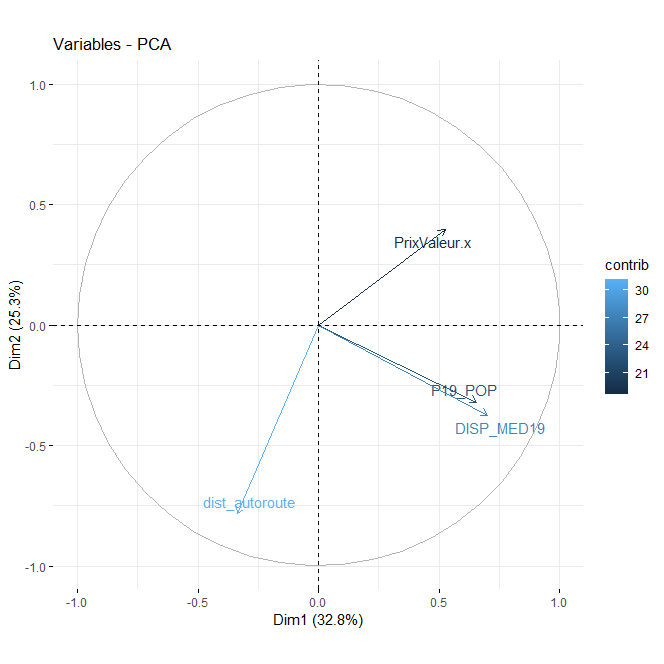 Variables - PCA
1.0
0.5
0.0
-0.5
-1.0
Dim2 (25.3%)
PrixValeur.x
P19_POP
DISP_MED19
dist_autoroute
-1.0 -0.5 0.0 0.5 1.0
Dim1 (32.8%)
contrib
30
27
24
21